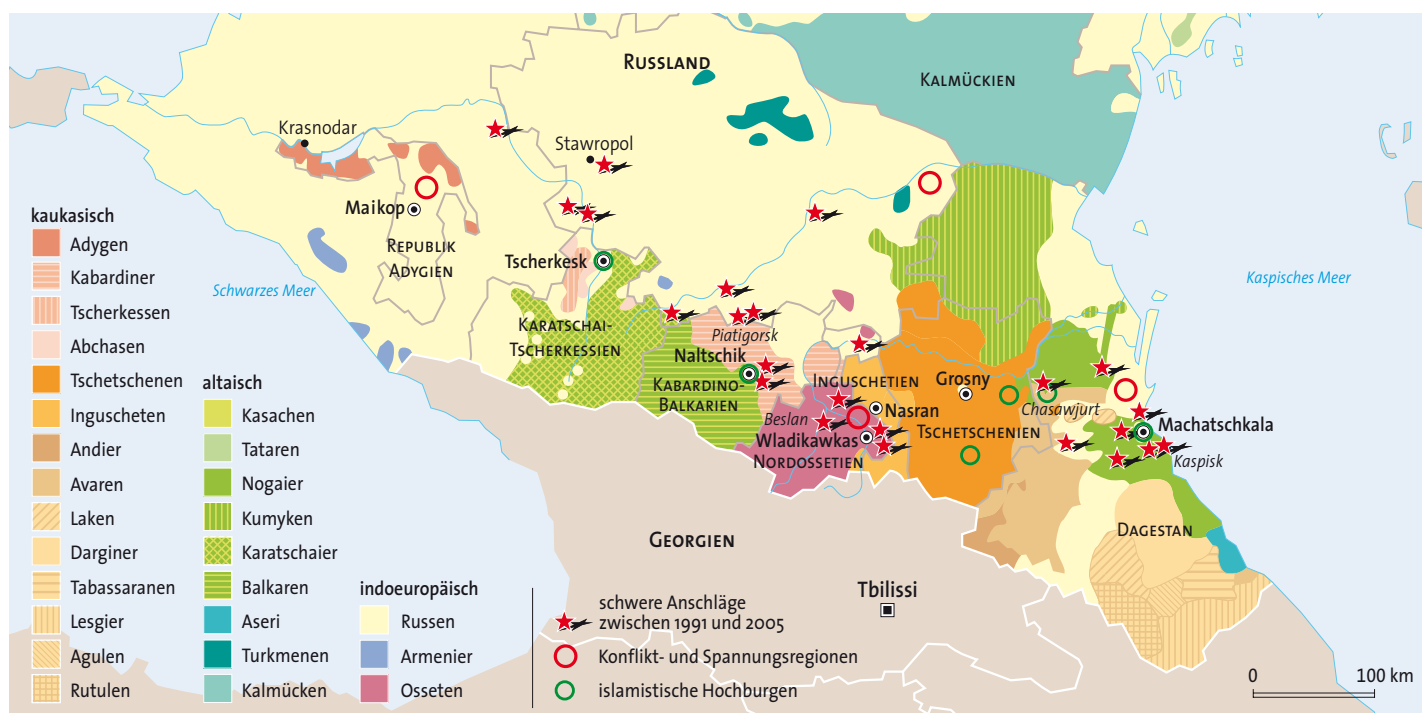 RUSSLAND
KALMÜCKIEN
Krasnodar
Stawropol
Maikop
REPUBLIK
ADYGIEN
Tscherkesk
Schwarzes Meer
Kaspisches Meer
KARATSCHAI-
TSCHERKESSIEN
Piatigorsk
Naltschik
KABARDINO-
BALKARIEN
INGUSCHETIEN
Grosny
Beslan
Nasran
Chasawjurt
TSCHETSCHENIEN
Machatschkala
Wladikawkas
NORDOSSETIEN
Kaspisk
DAGESTAN
GEORGIEN
Tbilissi
kaukasisch
Adygen
Kabardiner
Tscherkessen
Abchasen
Tschetschenen
Inguscheten
Andier
Avaren
Laken
Darginer
Tabassaranen
Lesgier
Agulen
Rutulen
altaisch
Kasachen
Tataren
Nogaier
Kumyken
Karatschaier
Balkaren
Aseri
Turkmenen
Kalmücken
indoeuropäisch
Russen
Armenier
Osseten
schwere Anschläge
zwischen 1991 und 2005
Konflikt- und Spannungsregionen
islamistische Hochburgen
0 100 km